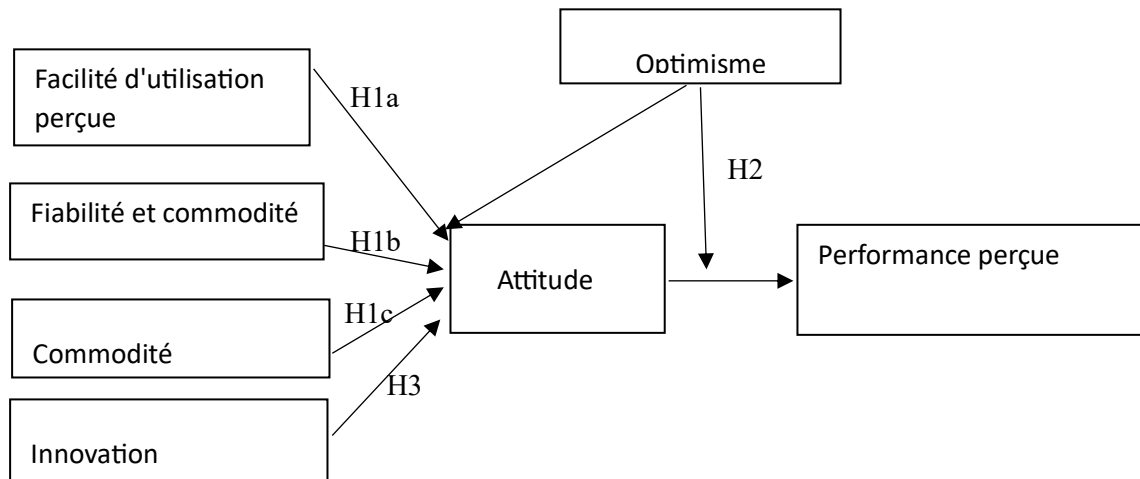 Optimisme
Facilité d'utilisation
perçue
H1a
H2
Fiabilité et commodité
H1b
Attitude
Performance perçue
H1c
Commodité
H3
Innovation